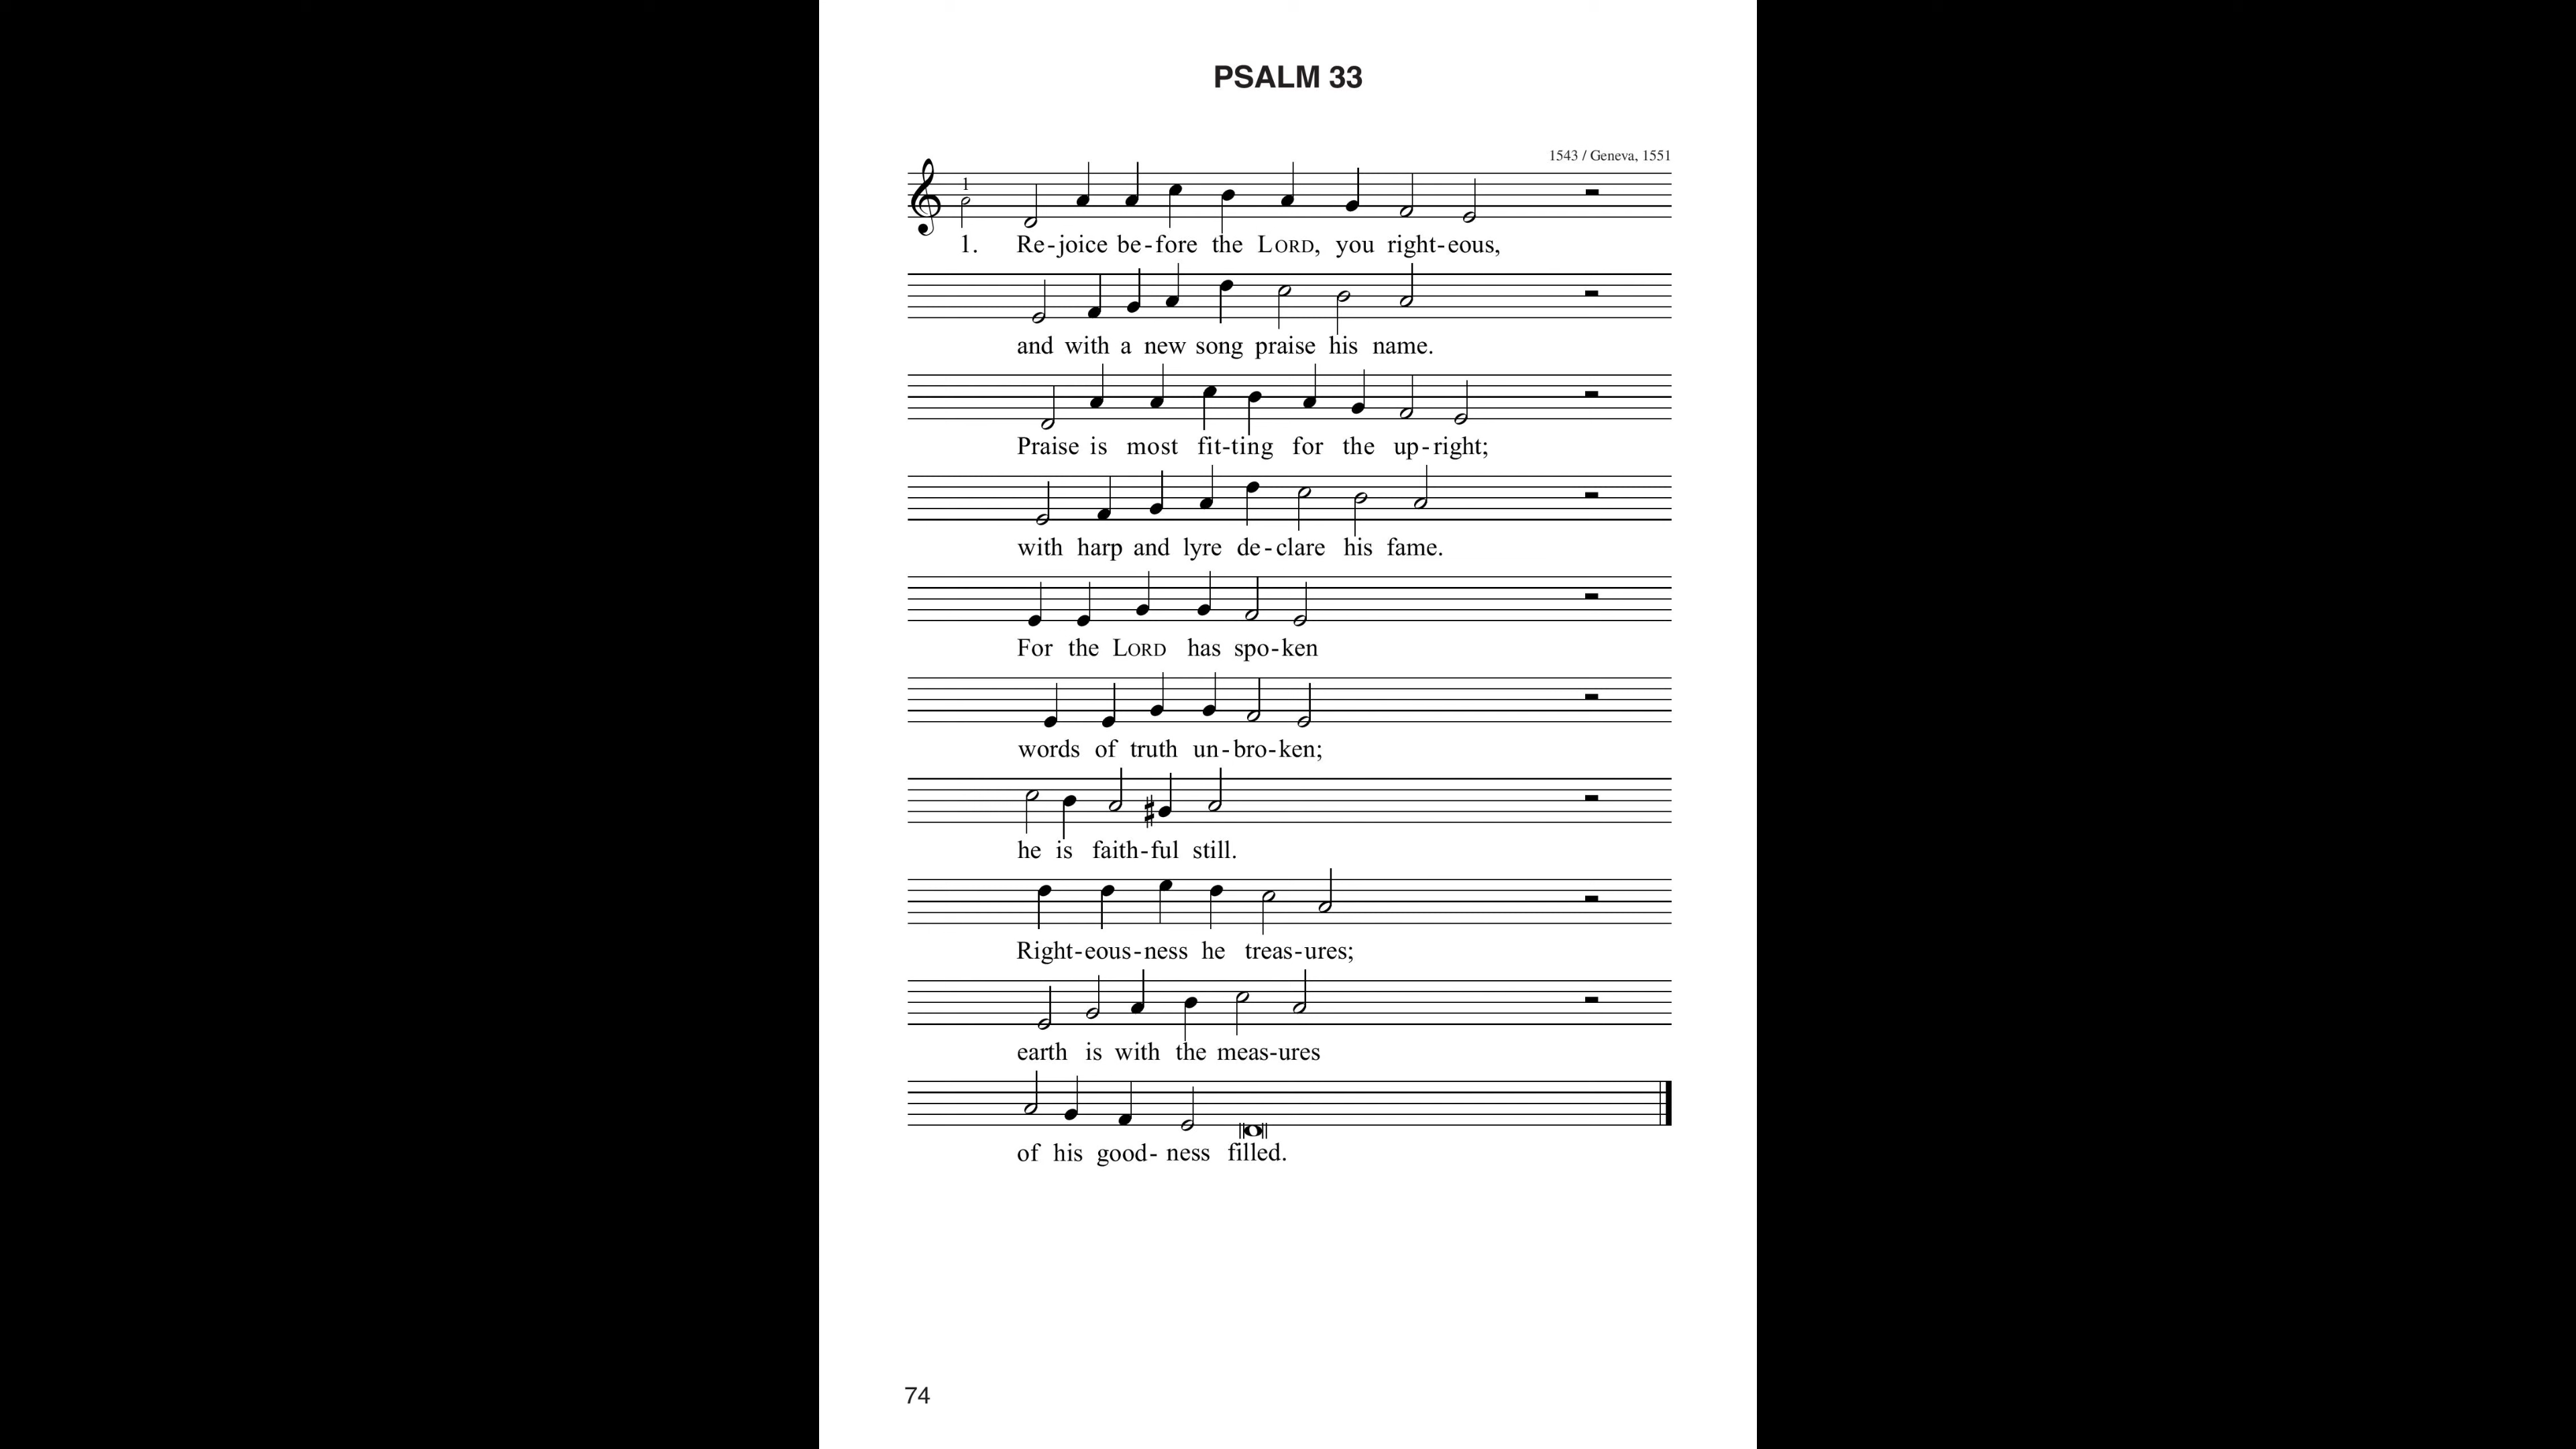 PSALM 33
1543 / Geneva, 1551
1
1. Re-joice be-fore the LORD, you right-eous,
and with a new song praise his name.
Praise is most fit-ting for the up-right;
with harp and lyre de-clare his fame.
For the LORD has spo-ken
words of truth un-bro-ken;
he is faith-ful still.
Right-eous-ness he treas-ures;
earth is with the meas-ures
of his good- ness filled.
74